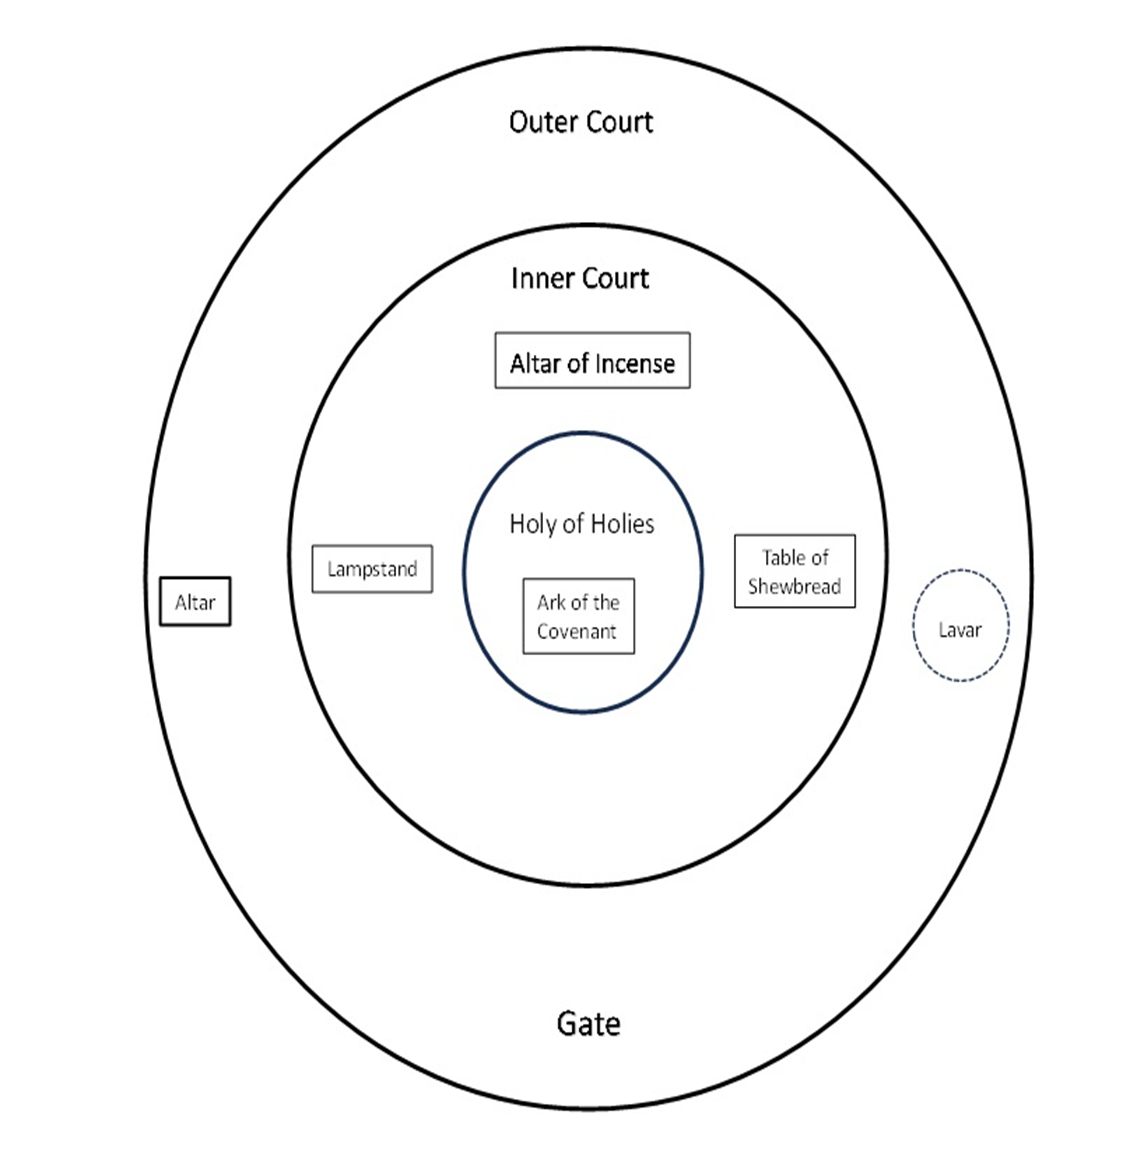 Outer Court
Inner Court
Altar of Incense
Holy of Holies
Lampstand
Table of
Shewbread
Altar
Ark of the
Covenant
Lavar
Gate